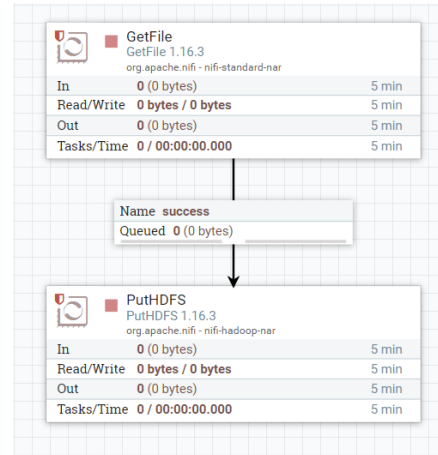 GetFile
GetFile 1.16.3
org.apache.nifi - nifi-standard-nar
In 0 (0 bytes) 5 min
Read/Write 0 bytes / 0 bytes 5 min
Out 0 (0 bytes) 5 min
Tasks/Time 0 / 00:00:00.000 5 min
Name success
Queued 0 (0 bytes)
PutHDFS
PutHDFS 1.16.3
org.apache.nifi - nifi-hadoop-nar
In 0 (0 bytes) 5 min
Read/Write 0 bytes / 0 bytes 5 min
Out 0 (0 bytes) 5 min
Tasks/Time 0 / 00:00:00.000 5 min